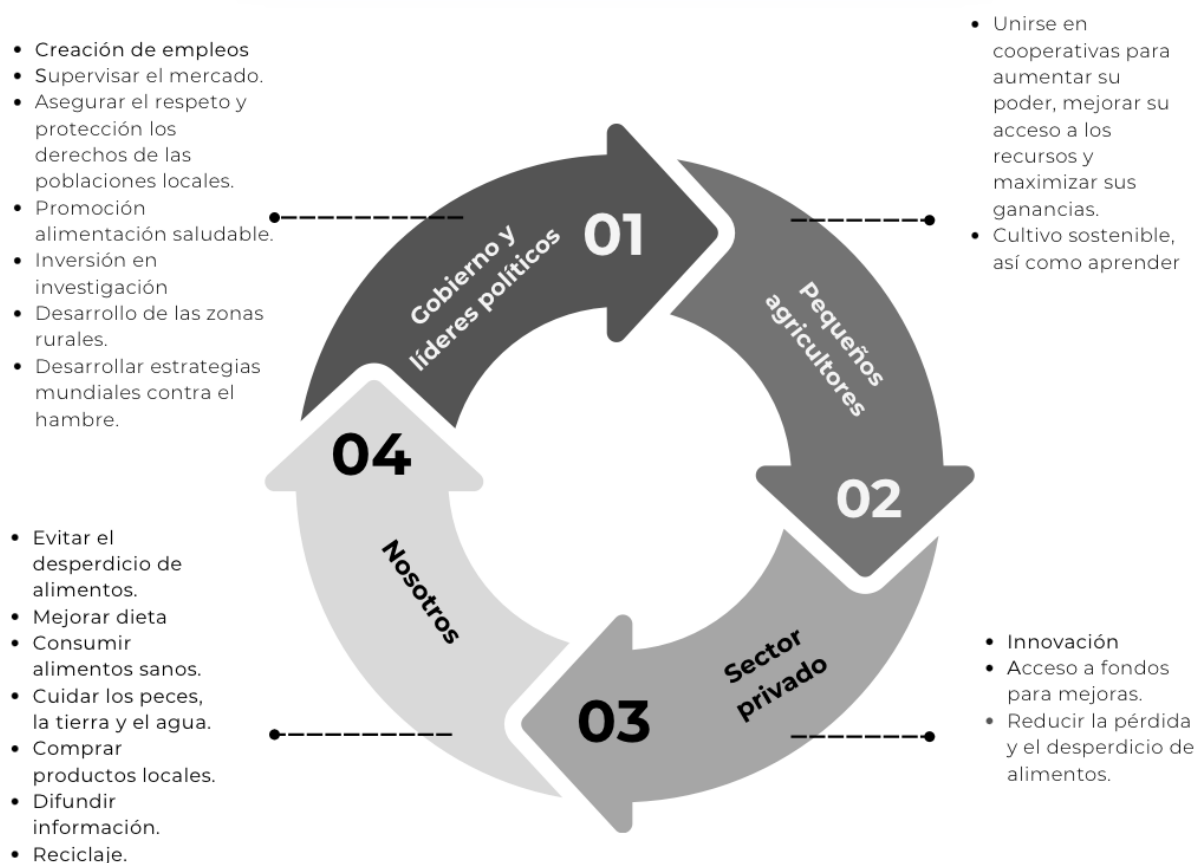 • Creación de empleos
• Supervisar el mercado.
• Asegurar el respeto y
protección los
derechos de las
poblaciones locales.
• Promoción
alimentación saludable.
• Inversión en
investigación
• Desarrollo de las zonas
rurales.
• Desarrollar estrategias
mundiales contra el
hambre.
01
Gobierno y
líderes políticos
• Unirse en
cooperativas para
aumentar su
poder, mejorar su
acceso a los
recursos y
maximizar sus
ganancias.
• Cultivo sostenible,
así como aprender
Pequeños
agricultores
02
Sector
privado
03
• Innovación
• Acceso a fondos
para mejoras.
• Reducir la pérdida
y el desperdicio de
alimentos.
04
Nosotros
• Evitar el
desperdicio de
alimentos.
• Mejorar dieta
• Consumir
alimentos sanos.
• Cuidar los peces,
la tierra y el agua.
• Comprar
productos locales.
• Difundir
información.
• Reciclaje.